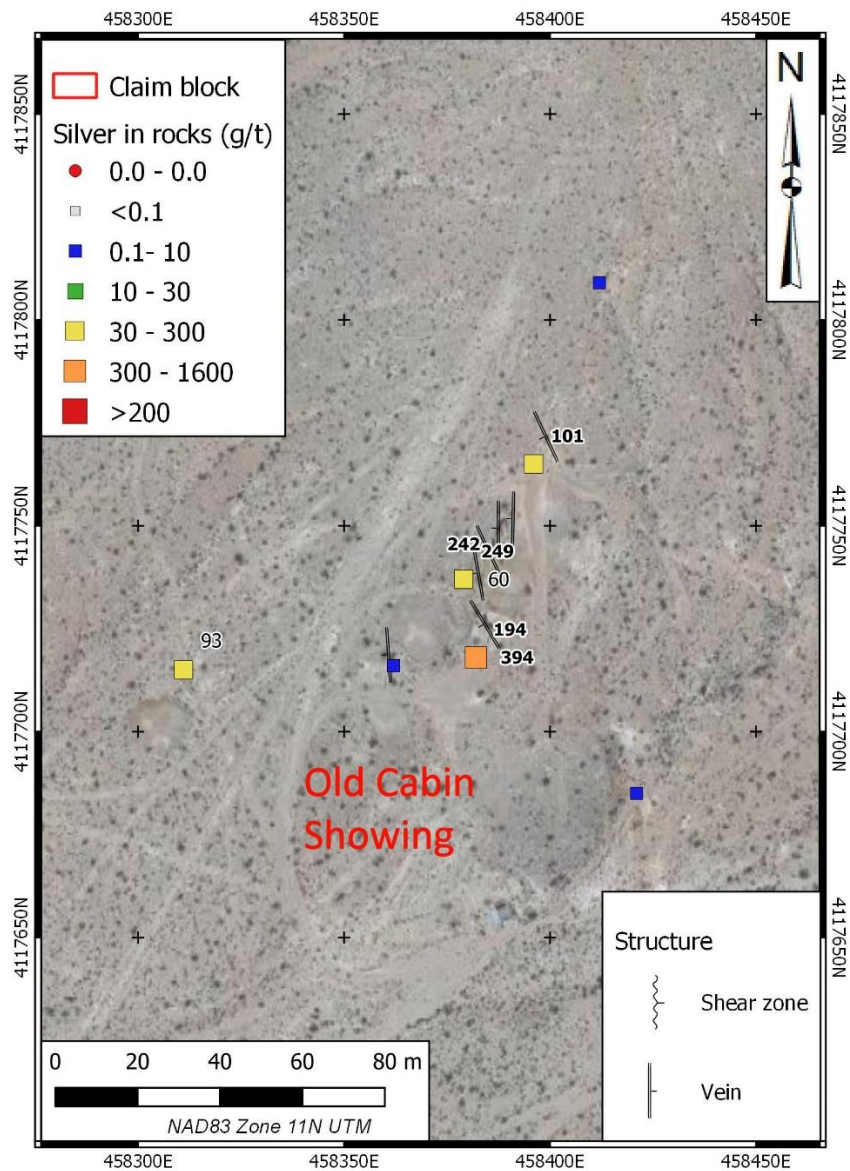 458300E 458350E 458400E 458450E
4117850N 4117850N
4117800N 4117800N
4117750N 4117750N
4117700N 4117700N
4117650N 4117650N
Claim block
Silver in rocks (g/t)
0.0 - 0.0
<0.1
0.1- 10
10 - 30
30 - 300
300 - 1600
>200
N
101
242
249
60
194
394
93
Old Cabin
Showing
Structure
Shear zone
Vein
0 20 40 60 80 m
NAD83 Zone 11N UTM
458300E 458350E 458400E 458450E